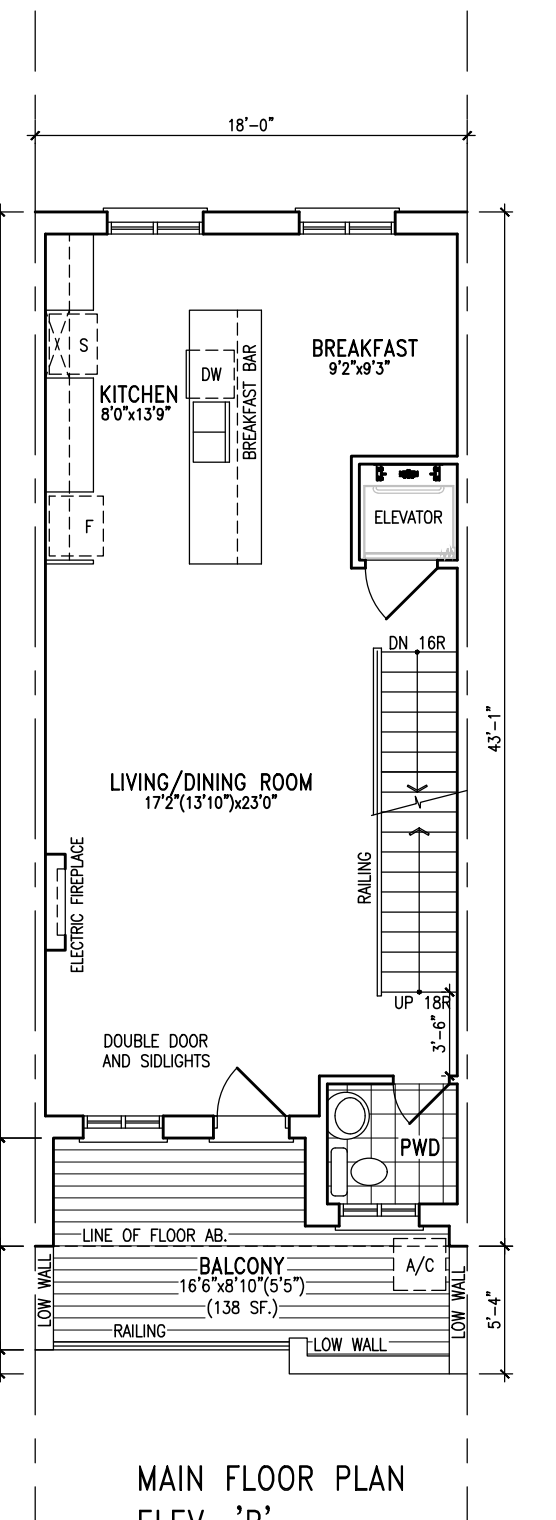 18'-0"
BREAKFAST
9'2"x9'3"
S
DW
KITCHEN
8'0"x13'9"
BREAKFAST BAR
F
ELEVATOR
DN 16R
43'-1"
LIVING/DINING ROOM
17'2"(13'10")x23'0"
RAILING
ELECTRIC FIREPLACE
UP 18R
3'-6"
DOUBLE DOOR
AND SIDLIGHTS
PWD
LINE OF FLOOR AB.
BALCONY
16'6"x8'10"(5'5")
(138 SF.)
A/C
LOW WALL
LOW WALL
5'-4"
RAILING
LOW WALL
MAIN FLOOR PLAN
ELEV. 'B'